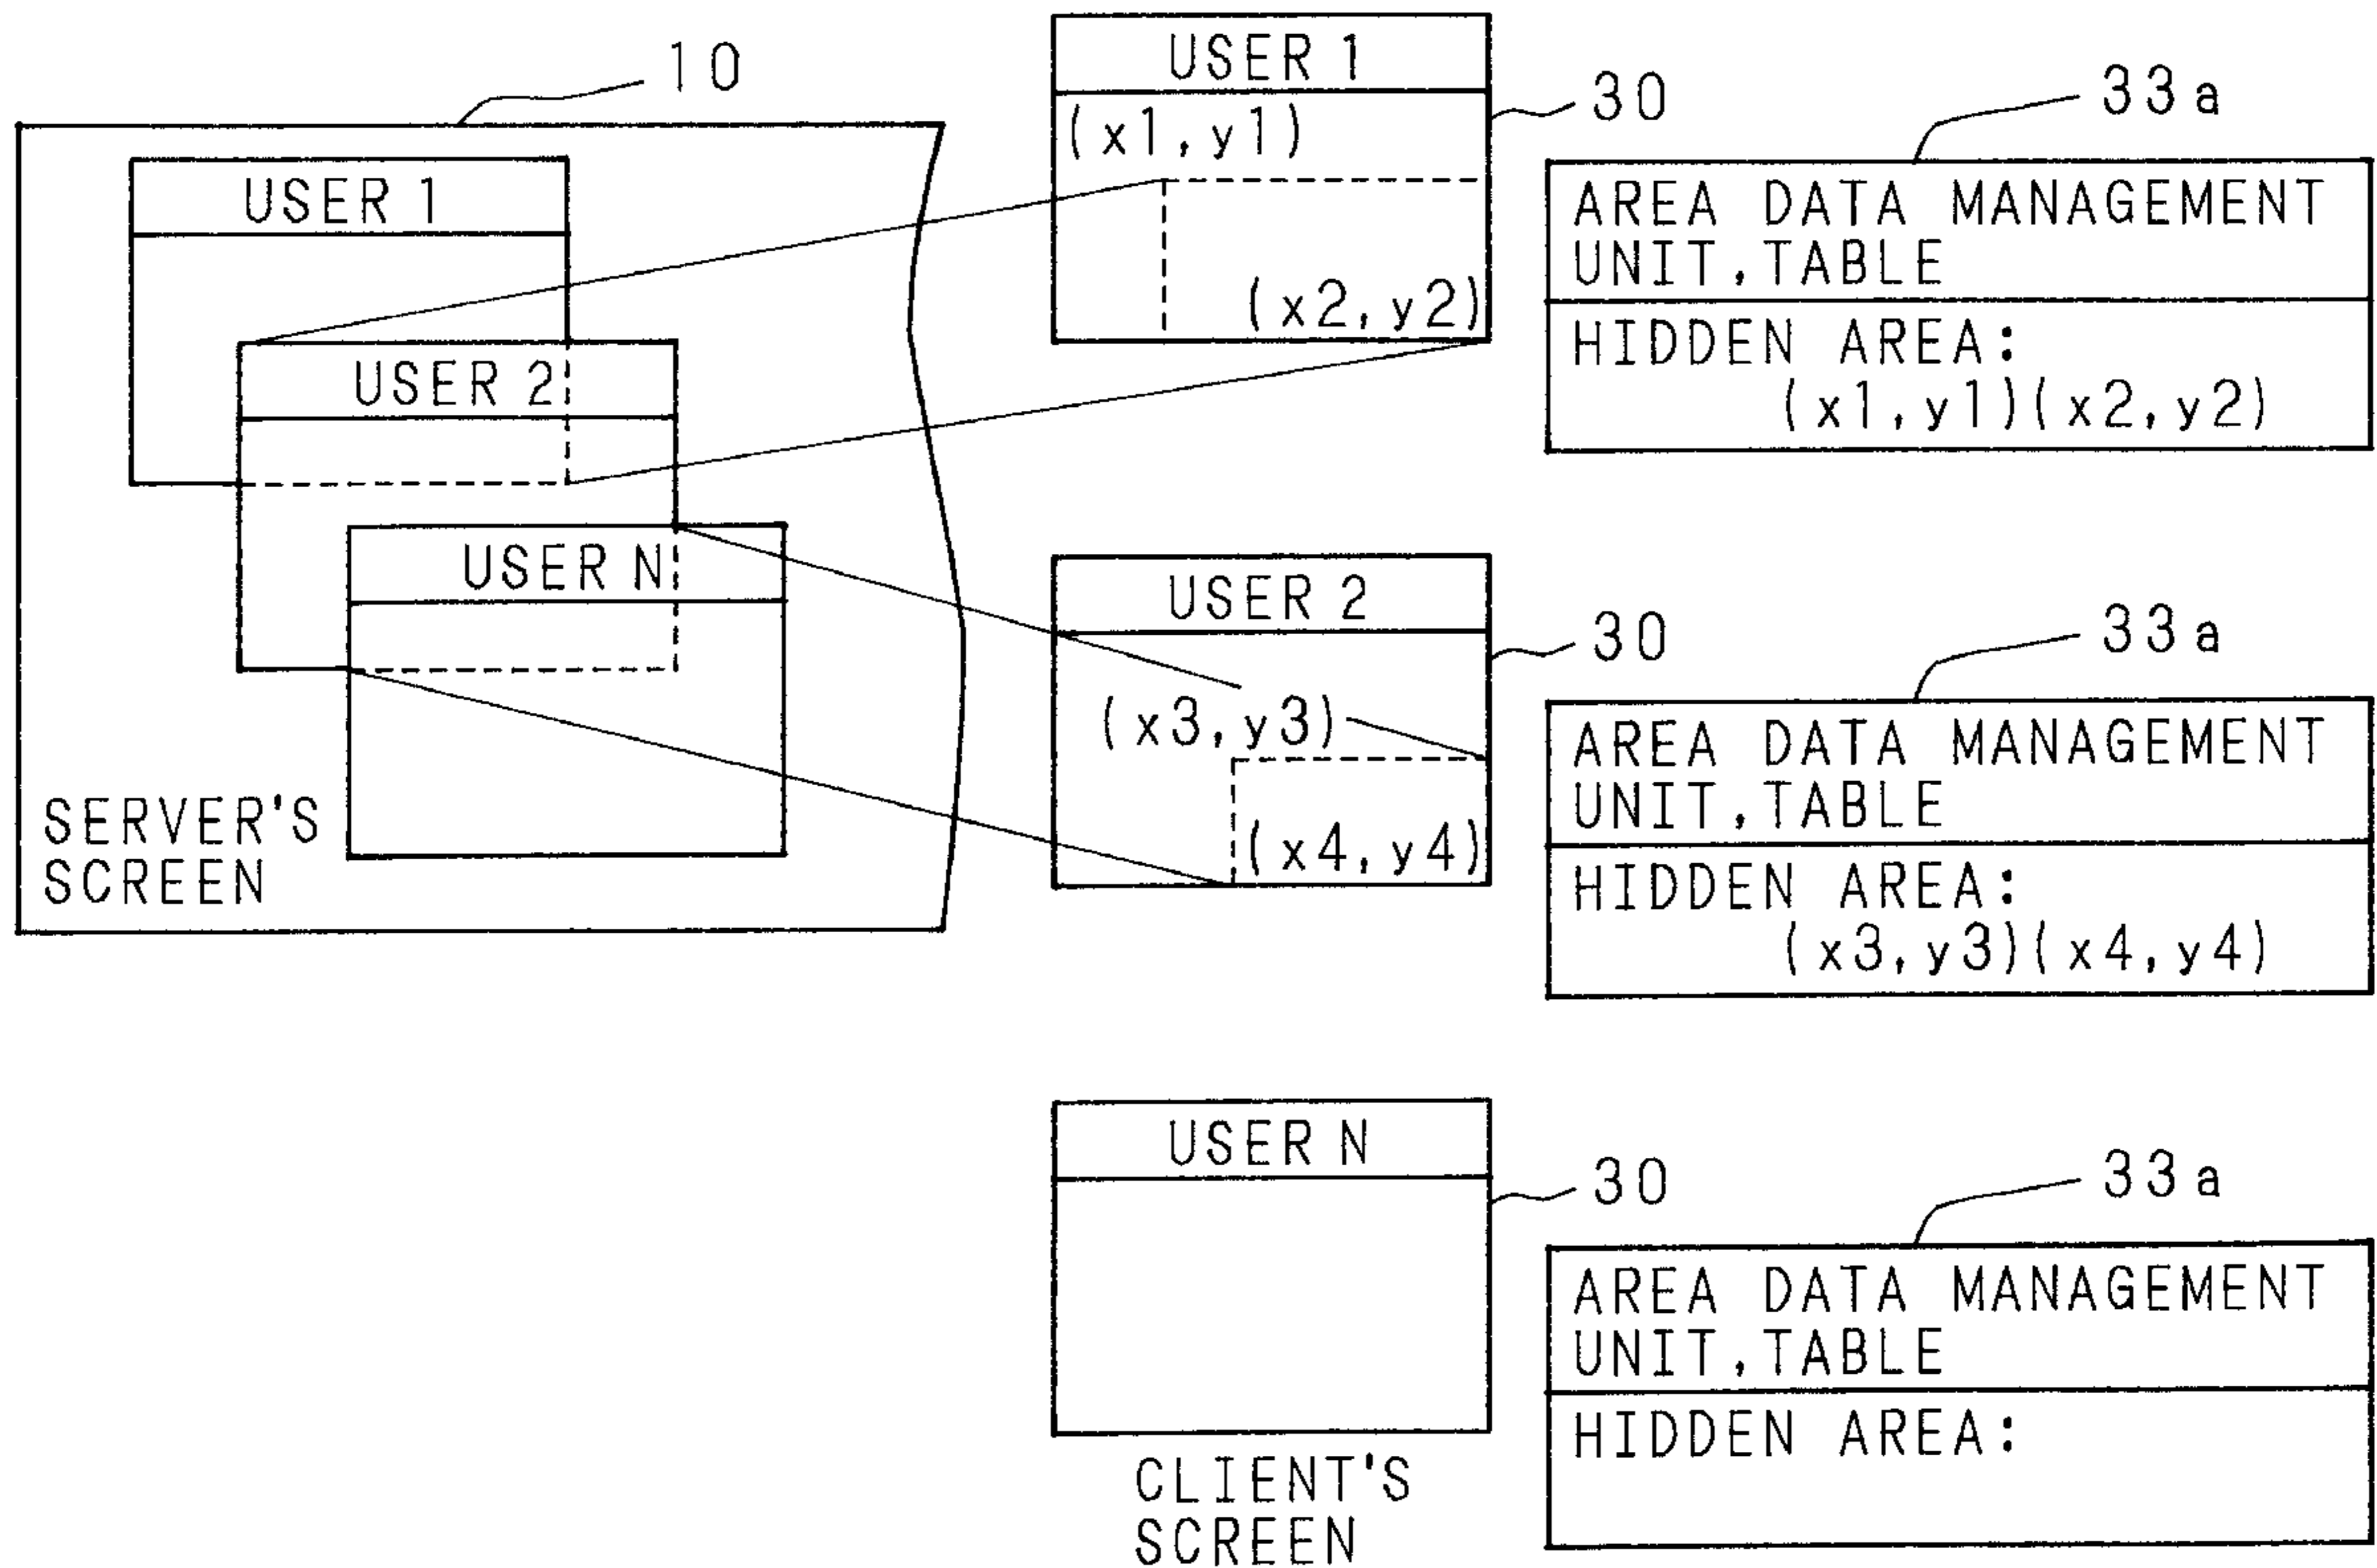 10
USER 1
USER 2
USER N
SERVER'S
SCREEN
USER 1
(x1,y1)
(x2,y2)
30
33a
AREA DATA MANAGEMENT
UNIT,TABLE
HIDDEN AREA:
(x1,y1)(x2,y2)
USER 2
(x3,y3)
(x4,y4)
30
33a
AREA DATA MANAGEMENT
UNIT,TABLE
HIDDEN AREA:
(x3,y3)(x4,y4)
USER N
30
CLIENT'S
SCREEN
33a
AREA DATA MANAGEMENT
UNIT,TABLE
HIDDEN AREA: